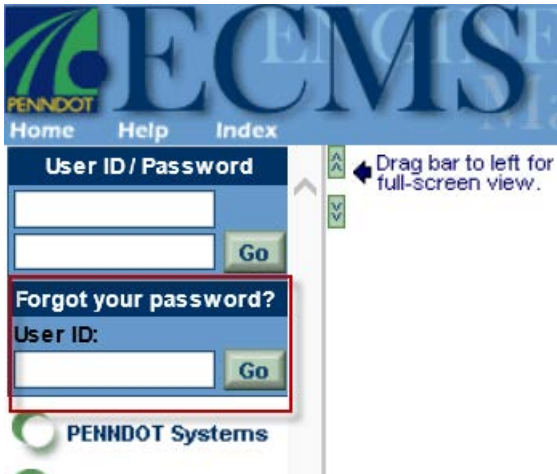 PENNDOT
ECMS
Home Help Index
User ID / Password
Go
Forgot your password?
User ID:
Go
PENNDOT Systems
Drag bar to left for
full-screen view.